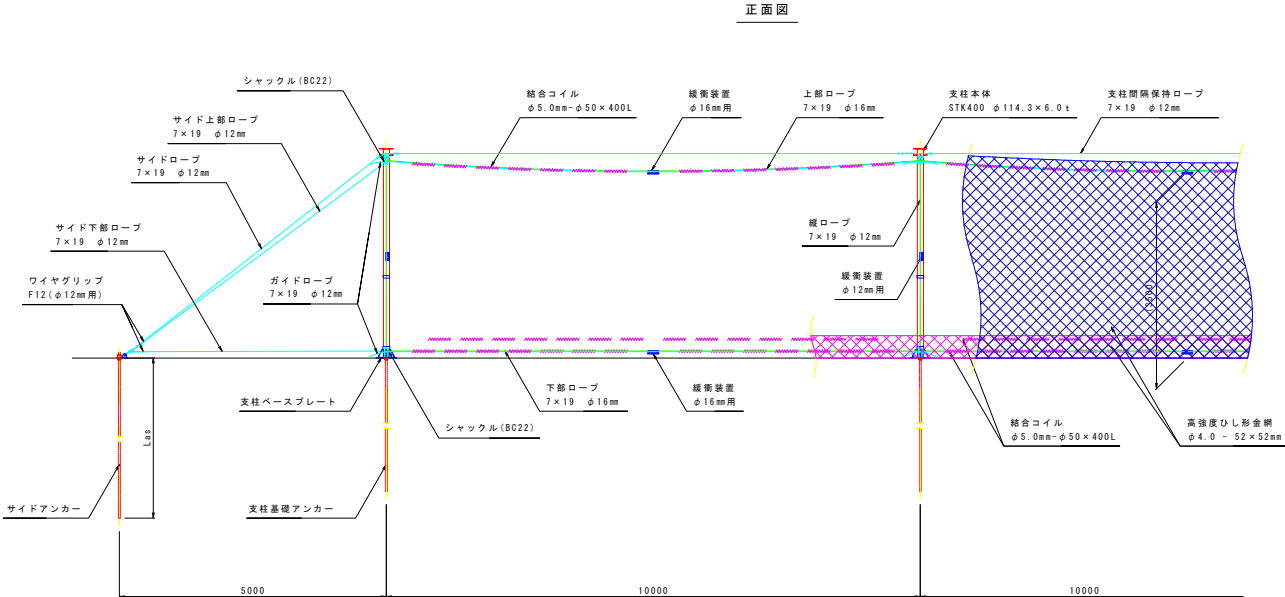 正面図
シャックル(BC22)
結合コイル
φ5.0mm-φ50×400L
緩衝装置
φ16mm用
上部ロープ
7×19 φ16mm
支柱本体
STK400 φ114.3×6.0t
支柱間隔保持ロープ
7×19 φ12mm
サイド上部ロープ
7×19 φ12mm
サイドロープ
7×19 φ12mm
サイド下部ロープ
7×19 φ12mm
縦ロープ
7×19 φ12mm
ワイヤグリップ
F12(φ12mm用)
ガイドロープ
7×19 φ12mm
緩衝装置
φ12mm用
(3500)
支柱ベースプレート
下部ロープ
7×19 φ16mm
緩衝装置
φ16mm用
シャックル(BC22)
結合コイル
φ5.0mm-φ50×400L
高強度ひし形金網
φ4.0 - 52×52mm
Las
サイドアンカー
支柱基礎アンカー
5000
10000
10000